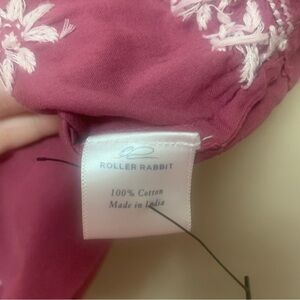 ROLLER RABBIT
100% Cotton
Made in India